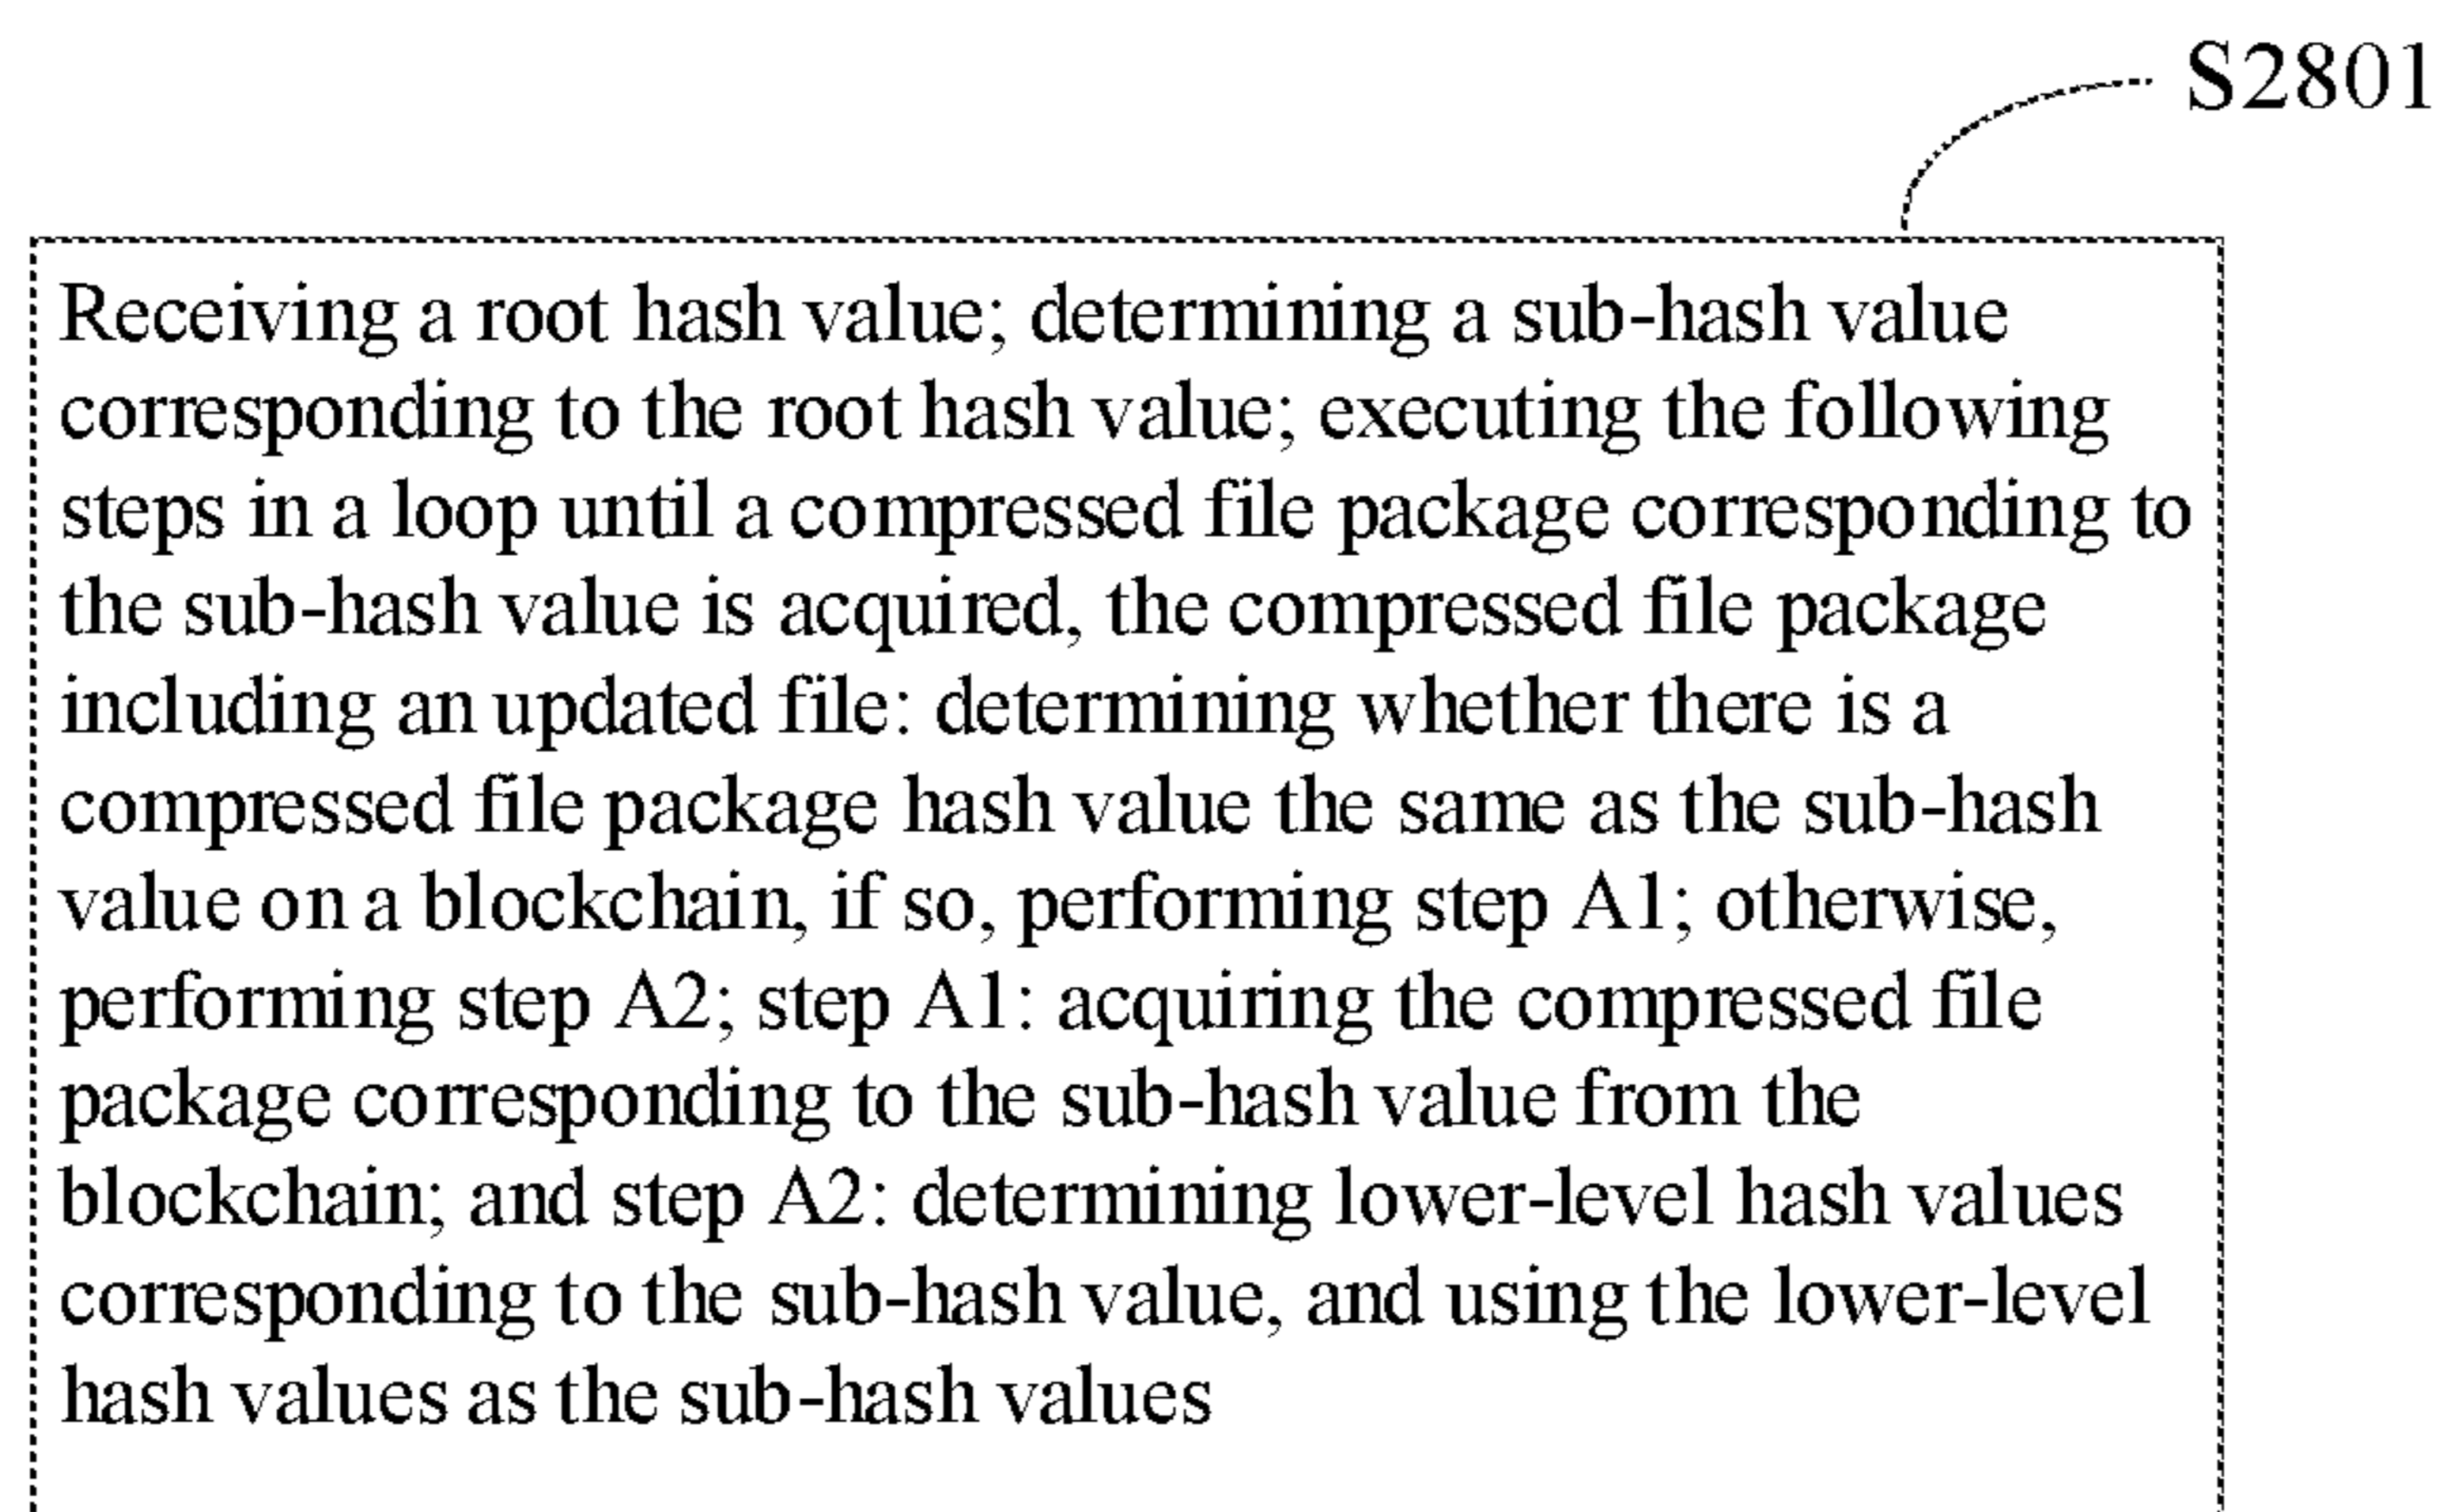 S2801
Receiving a root hash value; determining a sub-hash value
corresponding to the root hash value; executing the following
steps in a loop until a compressed file package corresponding to
the sub-hash value is acquired, the compressed file package
including an updated file: determining whether there is a
compressed file package hash value the same as the sub-hash
value on a blockchain, if so, performing step A1; otherwise,
performing step A2; step A1: acquiring the compressed file
package corresponding to the sub-hash value from the
blockchain; and step A2: determining lower-level hash values
corresponding to the sub-hash value, and using the lower-level
hash values as the sub-hash values